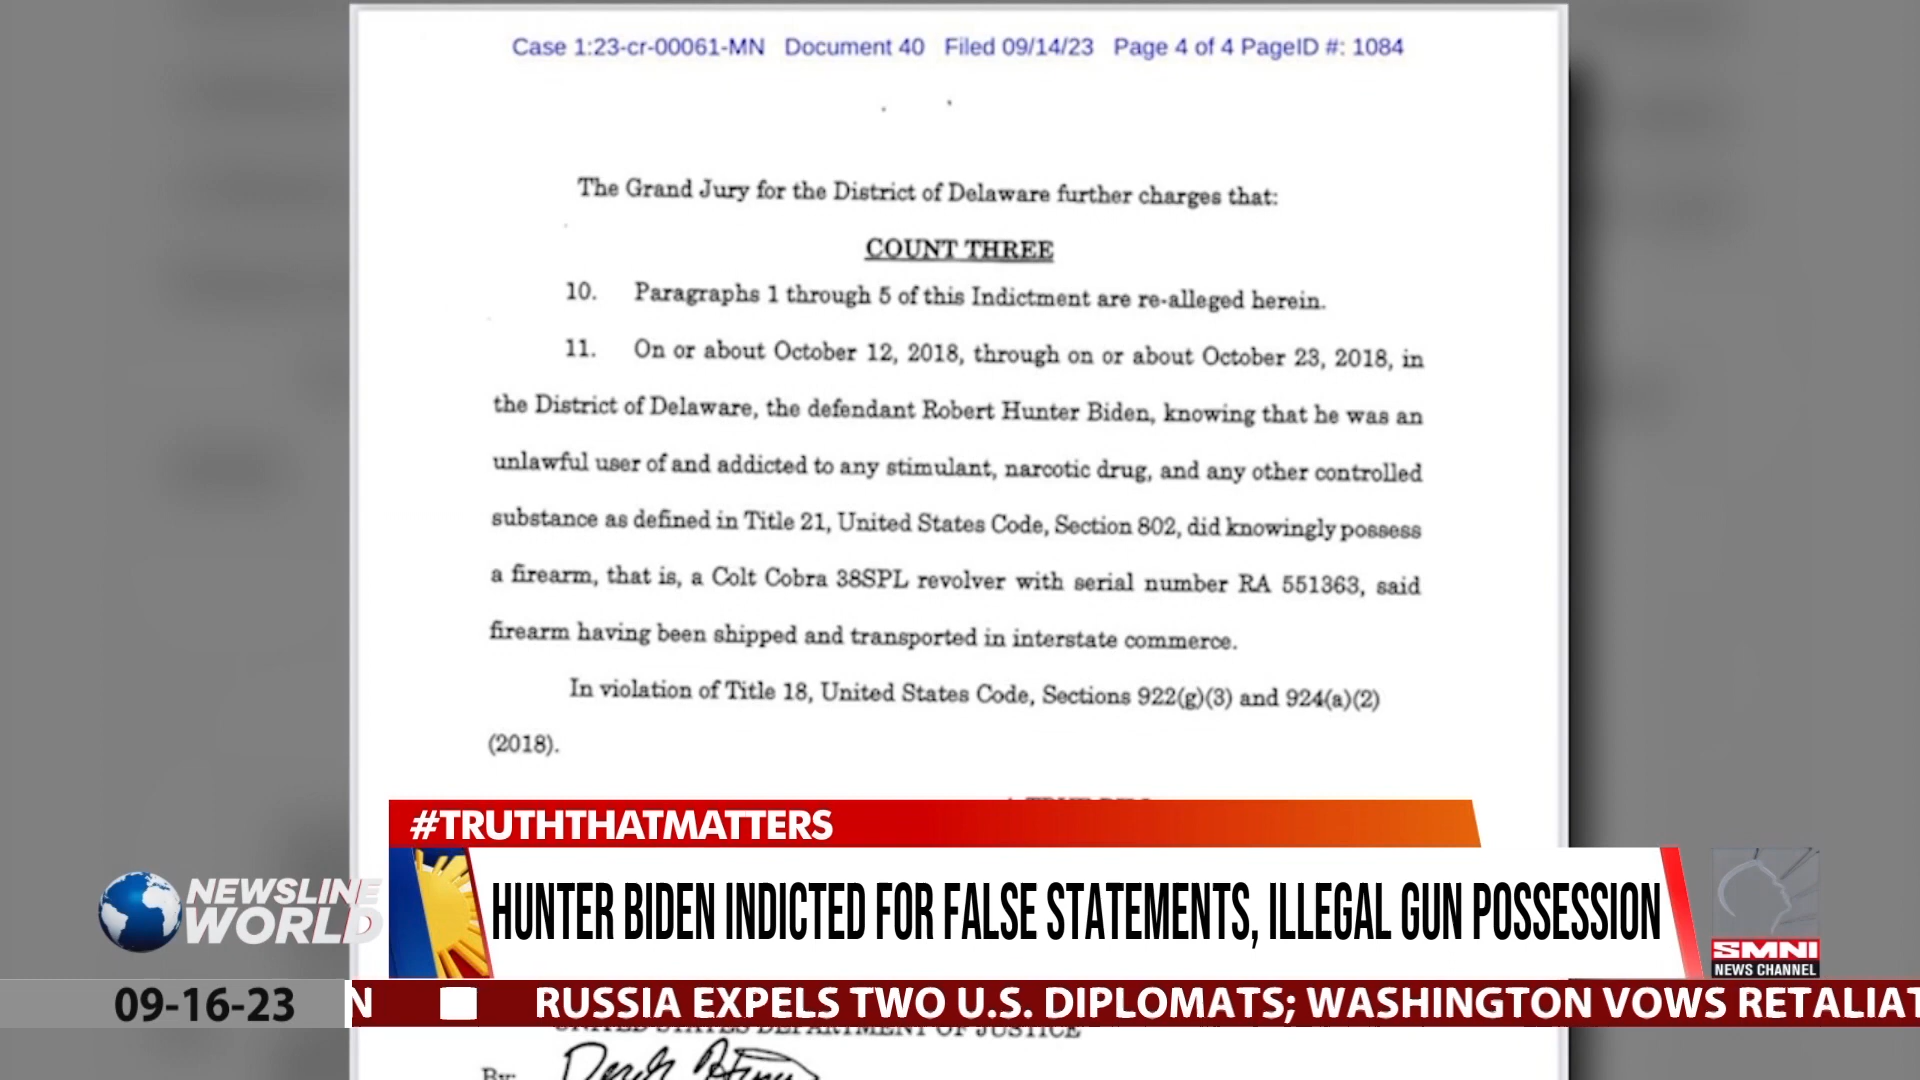 Case 1:23-cr-00061-MN Document 40 Filed 09/14/23 Page 4 of 4 PageID #: 1084
The Grand Jury for the District of Delaware further charges that:
COUNT THREE
10. Paragraphs 1 through 5 of this Indictment are re-alleged herein.
11. On or about October 12, 2018, through on or about October 23, 2018, in
the District of Delaware, the defendant Robert Hunter Biden, knowing that he was an
unlawful user of and addicted to any stimulant, narcotic drug, and any other controlled
substance as defined in Title 21, United States Code, Section 802, did knowingly possess
a firearm, that is, a Colt Cobra 38SPL revolver with serial number RA 551363, said
firearm having been shipped and transported in interstate commerce.
In violation of Title 18, United States Code, Sections 922(g)(3) and 924(a)(2)
(2018).
#TRUTHTHATMATTERS
NEWSLINE
WORLD
HUNTER BIDEN INDICTED FOR FALSE STATEMENTS, ILLEGAL GUN POSSESSION
SMNI
NEWS CHANNEL
09-16-23
N RUSSIA EXPELS TWO U.S. DIPLOMATS; WASHINGTON VOWS RETALIAT
UNITED STATES DEPARTMENT OF JUSTICE
By: